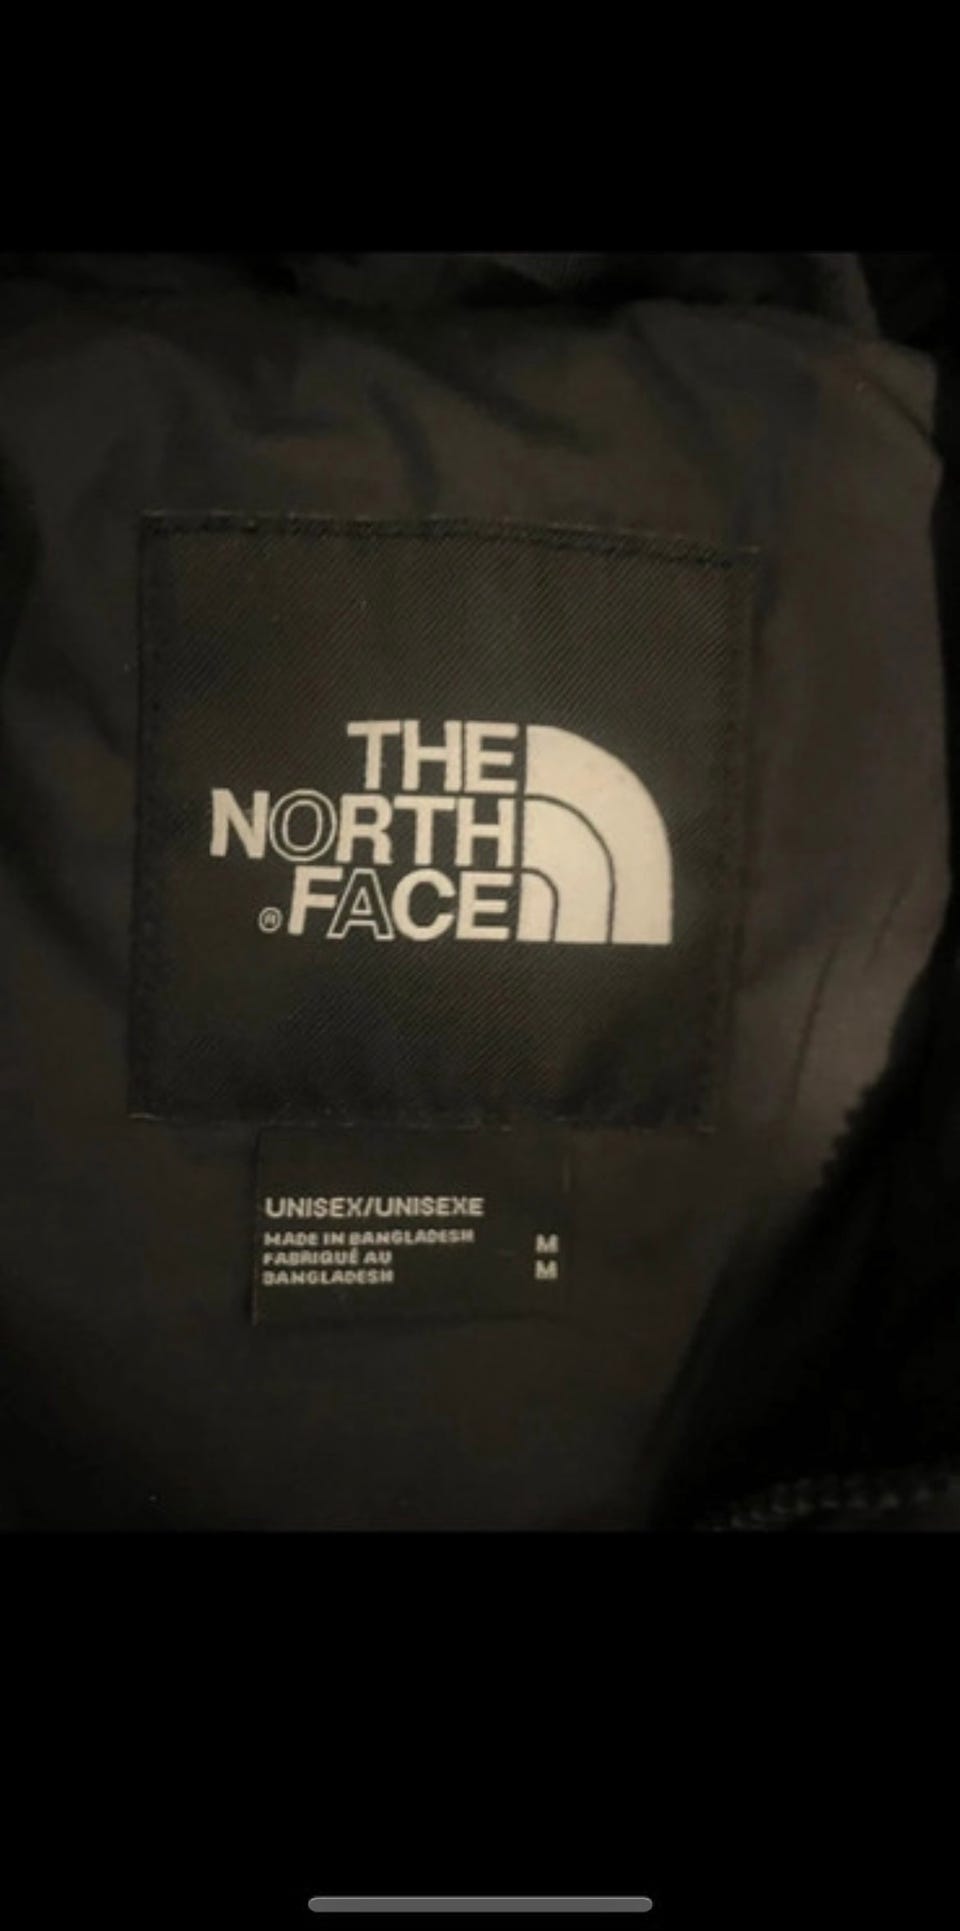 THE
NORTH
® FACE
UNISEX/UNISEXE
MADE IN BANGLADESH M
FABRIQUÉ AU
BANGLADESH M